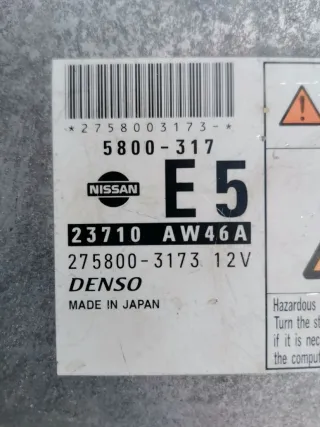 *2758003173-*
5800-317
NISSAN
E5
23710 AW46A
275800-3173 12V
DENSO
MADE IN JAPAN
Hazardous
Turn the s
if it is nec
the comput